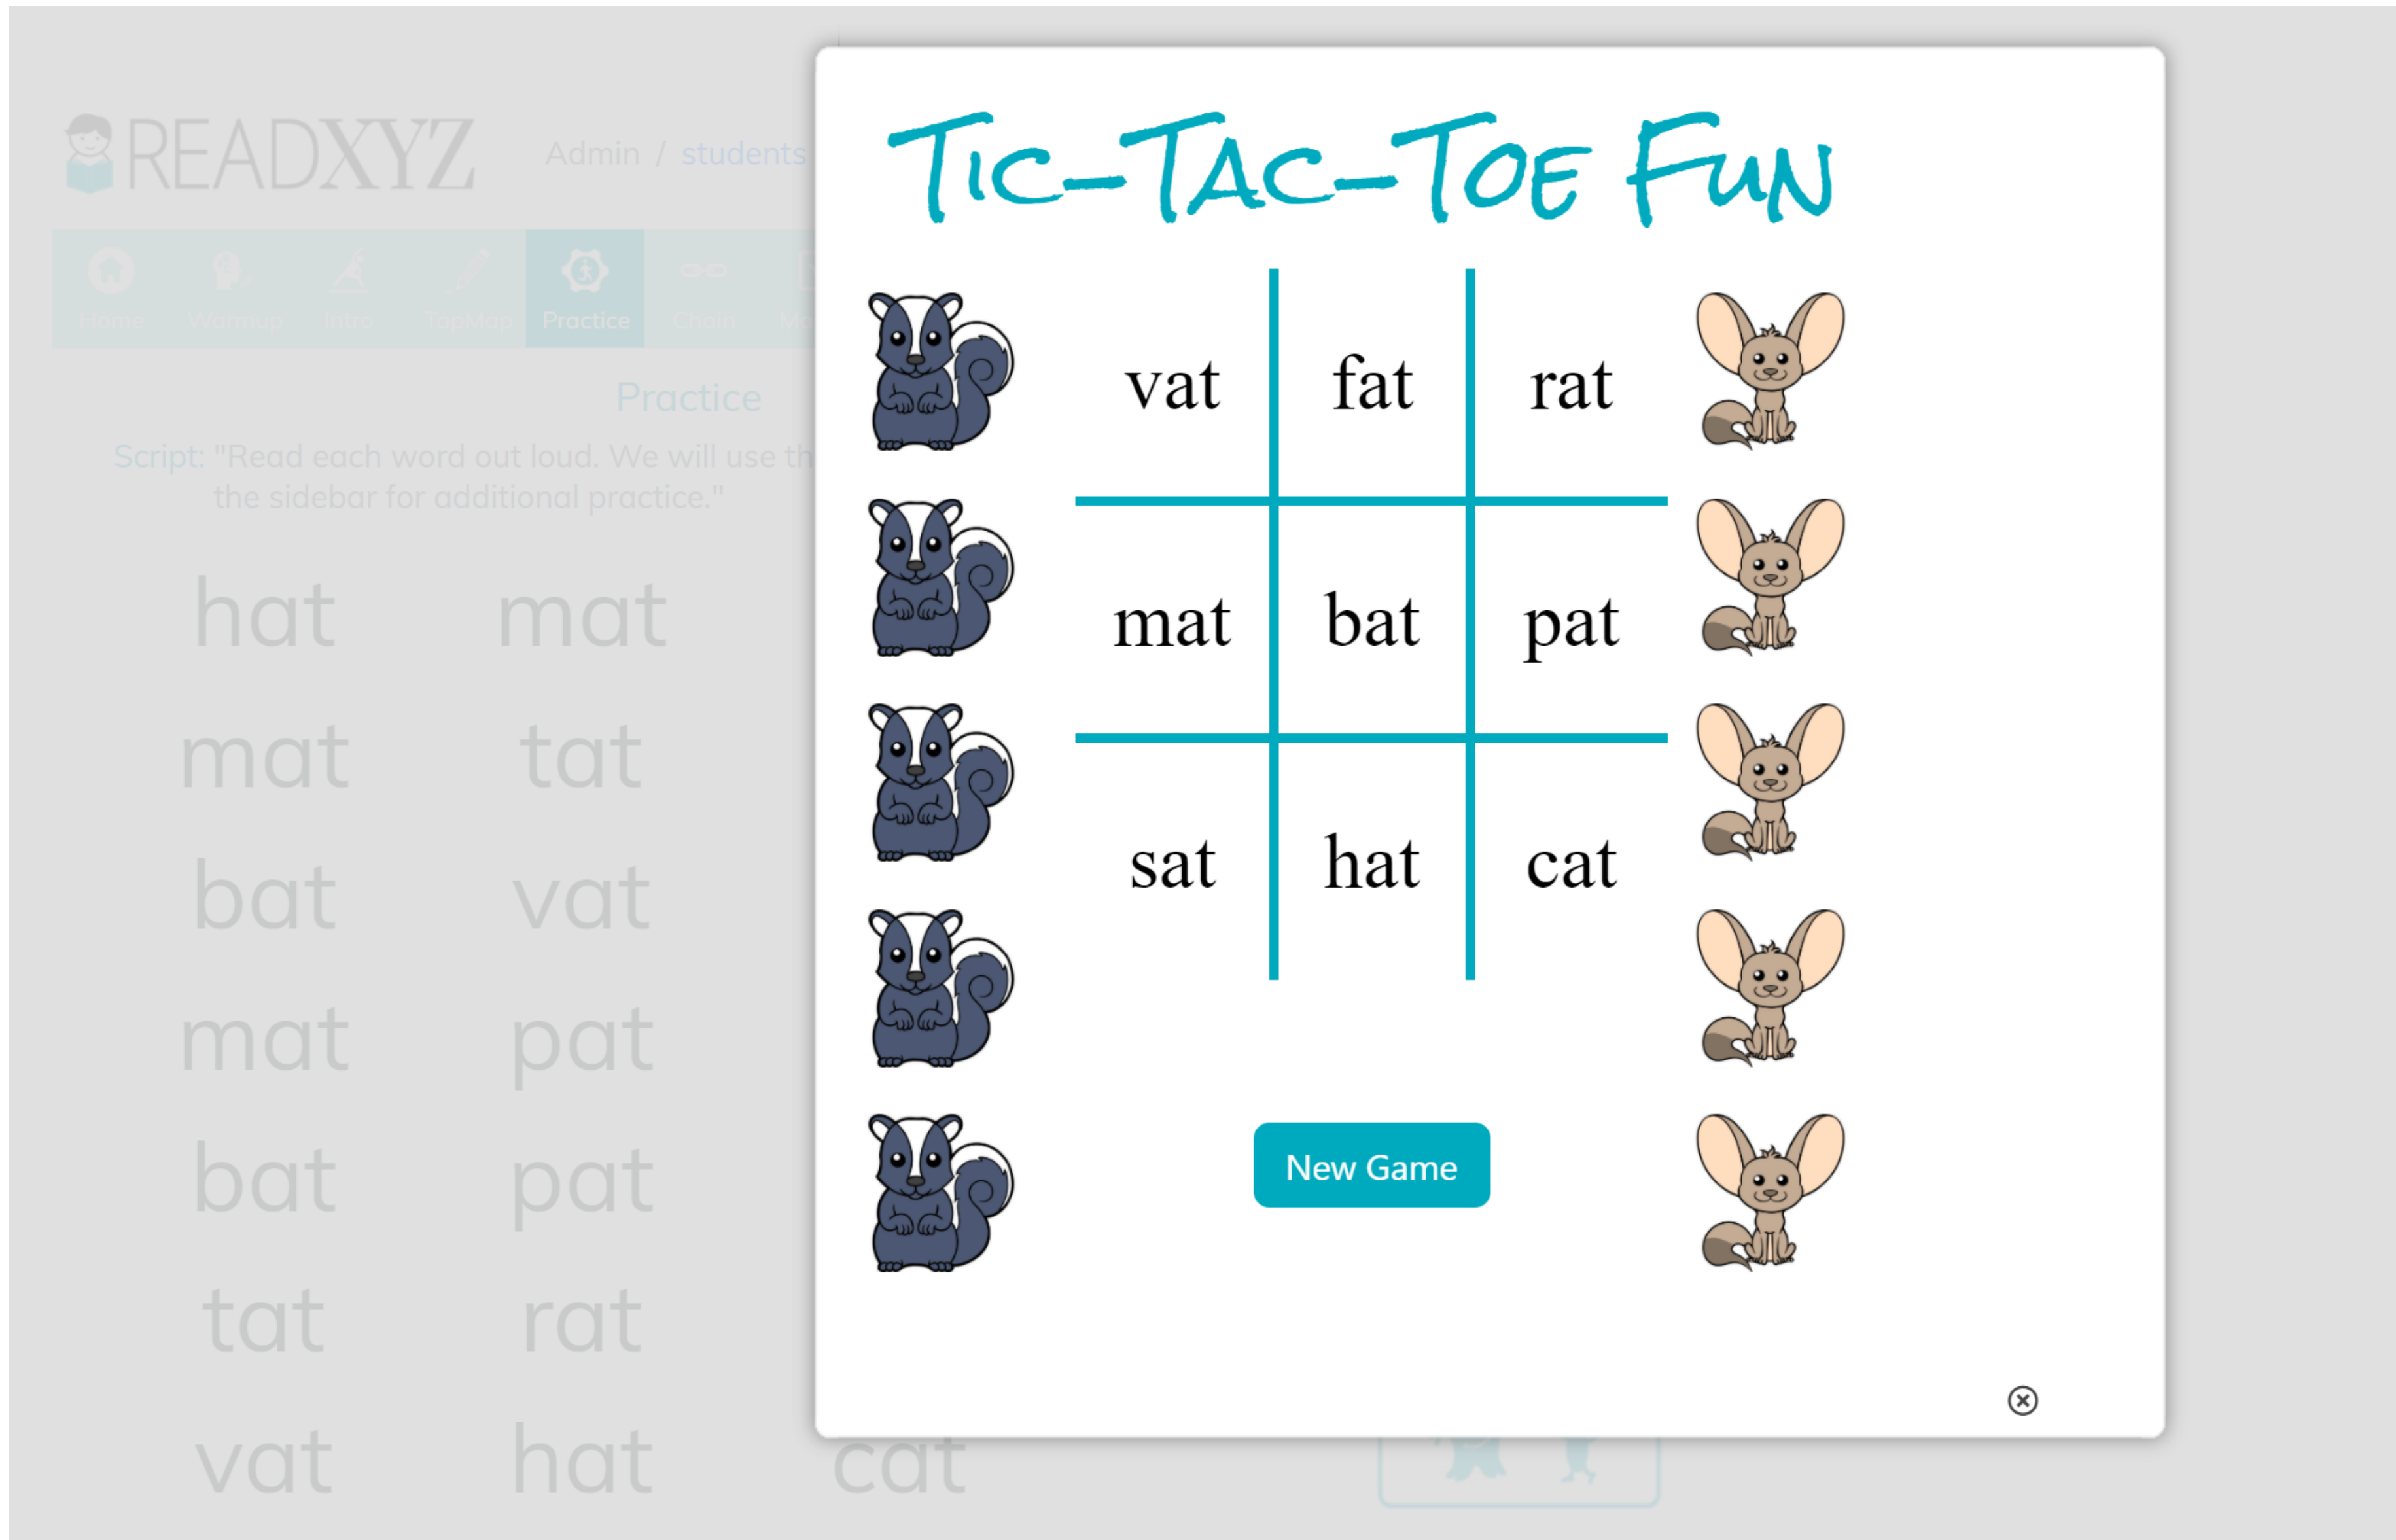 READXYZ
Admin / students
Home Warmup Intro TapMap Practice Chain
Practice
Script: "Read each word out loud. We will use
the sidebar for additional practice."
hat mat
mat tat
bat vat
mat pat
bat pat
tat rat
vat hat cat
Tic-Tac-Toe Fun
vat fat rat
mat bat pat
sat hat cat
New Game